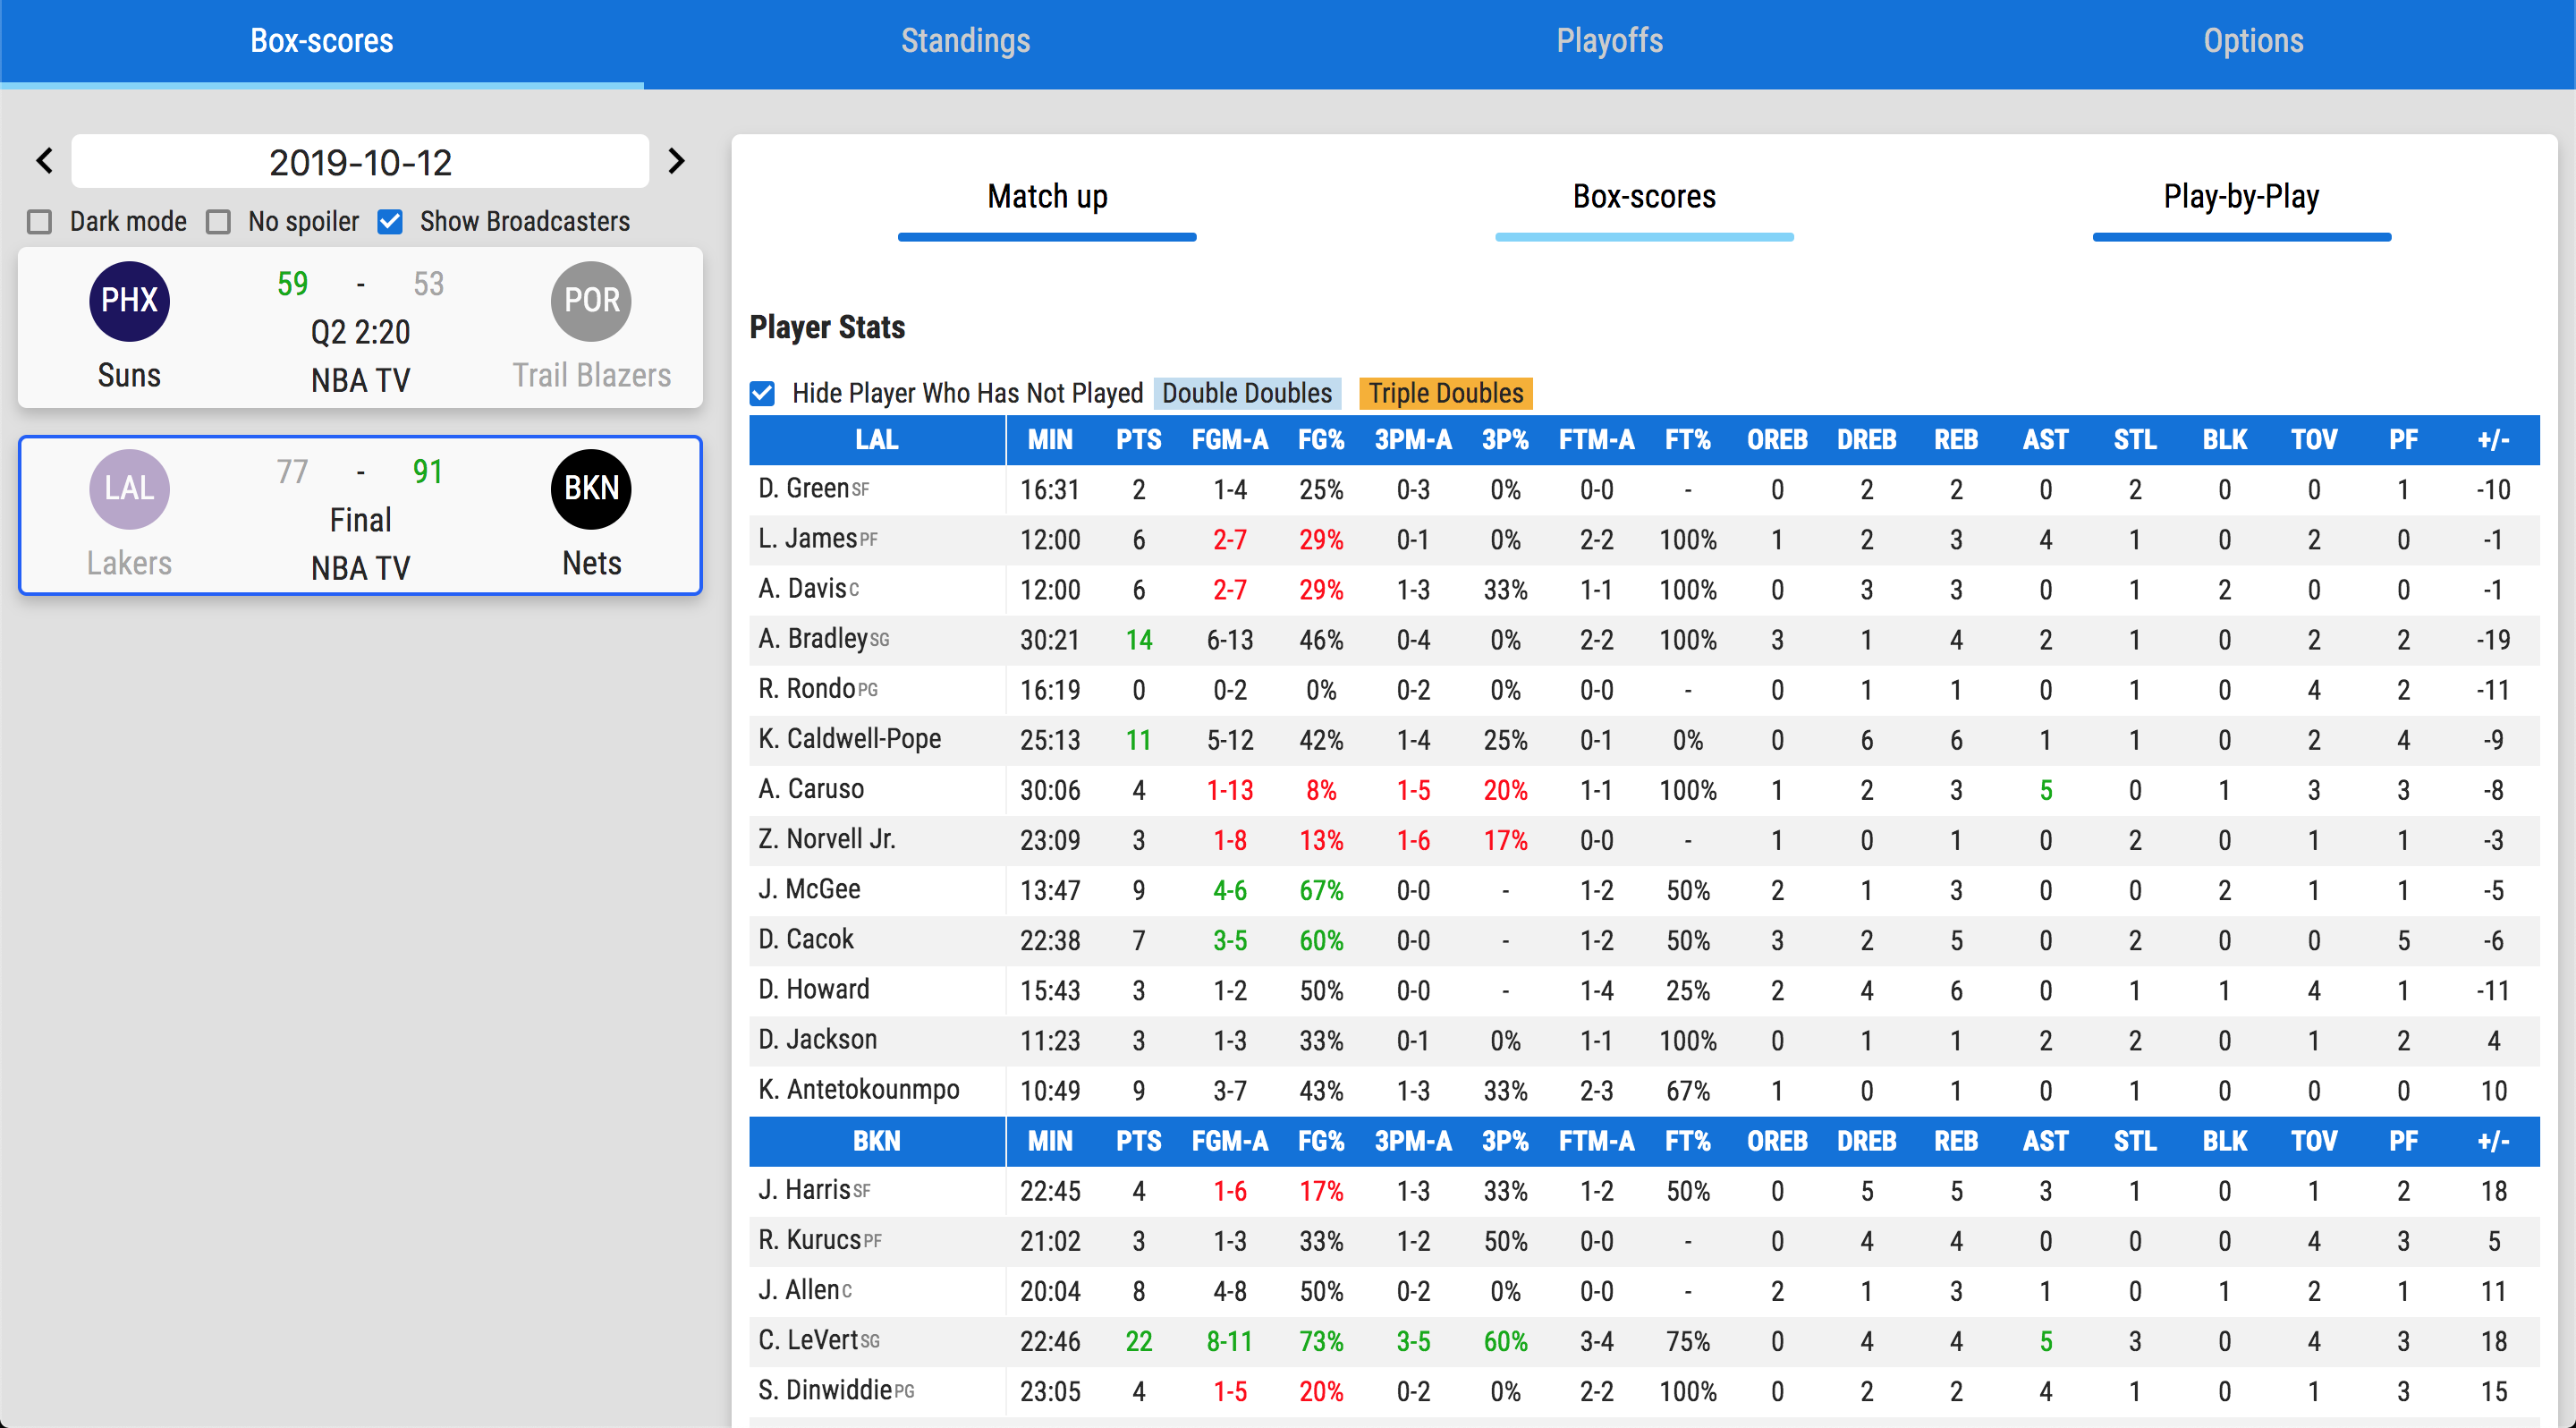 Box-scores Standings Playoffs Options
2019-10-12
Dark mode No spoiler Show Broadcasters
PHX 59 - 53 POR
Q2 2:20
Suns NBA TV Trail Blazers
LAL 77 - 91 BKN
Final
Lakers NBA TV Nets
Match up Box-scores Play-by-Play
Player Stats
Hide Player Who Has Not Played Double Doubles Triple Doubles
LAL MIN PTS FGM-A FG% 3PM-A 3P% FTM-A FT% OREB DREB REB AST STL BLK TOV PF +/-
D. Green SF 16:31 2 1-4 25% 0-3 0% 0-0 - 0 2 2 0 2 0 0 1 -10
L. James PF 12:00 6 2-7 29% 0-1 0% 2-2 100% 1 2 3 4 1 0 2 0 -1
A. Davis C 12:00 6 2-7 29% 1-3 33% 1-1 100% 0 3 3 0 1 2 0 0 -1
A. Bradley SG 30:21 14 6-13 46% 0-4 0% 2-2 100% 3 1 4 2 1 0 2 2 -19
R. Rondo PG 16:19 0 0-2 0% 0-2 0% 0-0 - 0 1 1 0 1 0 4 2 -11
K. Caldwell-Pope 25:13 11 5-12 42% 1-4 25% 0-1 0% 0 6 6 1 1 0 2 4 -9
A. Caruso 30:06 4 1-13 8% 1-5 20% 1-1 100% 1 2 3 5 0 1 3 3 -8
Z. Norvell Jr. 23:09 3 1-8 13% 1-6 17% 0-0 - 1 0 1 0 2 0 1 1 -3
J. McGee 13:47 9 4-6 67% 0-0 - 1-2 50% 2 1 3 0 0 2 1 1 -5
D. Cacok 22:38 7 3-5 60% 0-0 - 1-2 50% 3 2 5 0 2 0 0 5 -6
D. Howard 15:43 3 1-2 50% 0-0 - 1-4 25% 2 4 6 0 1 1 4 1 -11
D. Jackson 11:23 3 1-3 33% 0-1 0% 1-1 100% 0 1 1 2 2 0 1 2 4
K. Antetokounmpo 10:49 9 3-7 43% 1-3 33% 2-3 67% 1 0 1 0 1 0 0 0 10
BKN MIN PTS FGM-A FG% 3PM-A 3P% FTM-A FT% OREB DREB REB AST STL BLK TOV PF +/-
J. Harris SF 22:45 4 1-6 17% 1-3 33% 1-2 50% 0 5 5 3 1 0 1 2 18
R. Kurucs PF 21:02 3 1-3 33% 1-2 50% 0-0 - 0 4 4 0 0 0 4 3 5
J. Allen C 20:04 8 4-8 50% 0-2 0% 0-0 - 2 1 3 1 0 1 2 1 11
C. LeVert SG 22:46 22 8-11 73% 3-5 60% 3-4 75% 0 4 4 5 3 0 4 3 18
S. Dinwiddie PG 23:05 4 1-5 20% 0-2 0% 2-2 100% 0 2 2 4 1 0 1 3 15